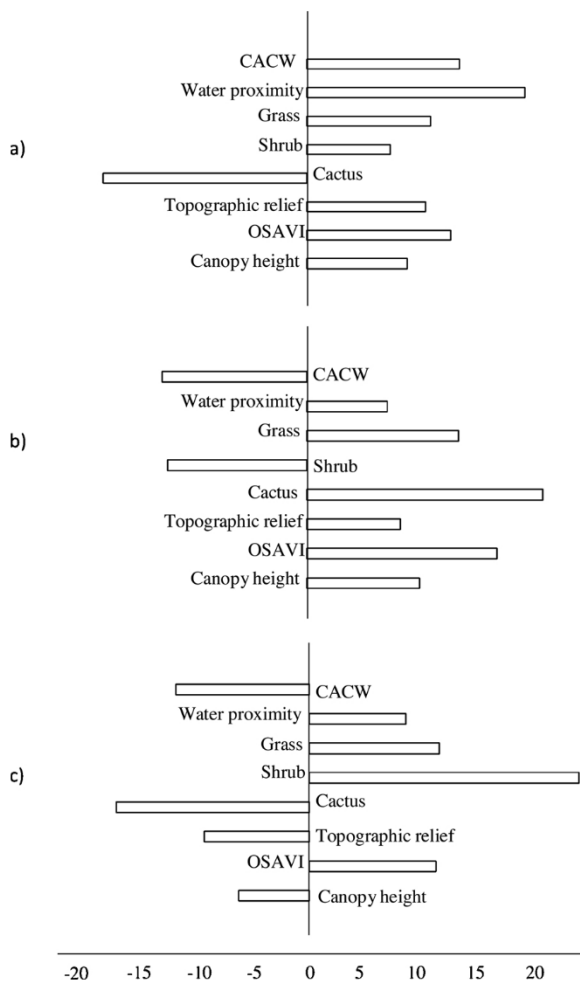 CACW
Water proximity
Grass
Shrub
a)
Cactus
Topographic relief
OSAVI
Canopy height
CACW
Water proximity
Grass
b)
Shrub
Cactus
Topographic relief
OSAVI
Canopy height
CACW
Water proximity
Grass
Shrub
c)
Cactus
Topographic relief
OSAVI
Canopy height
-20 -15 -10 -5 0 5 10 15 20